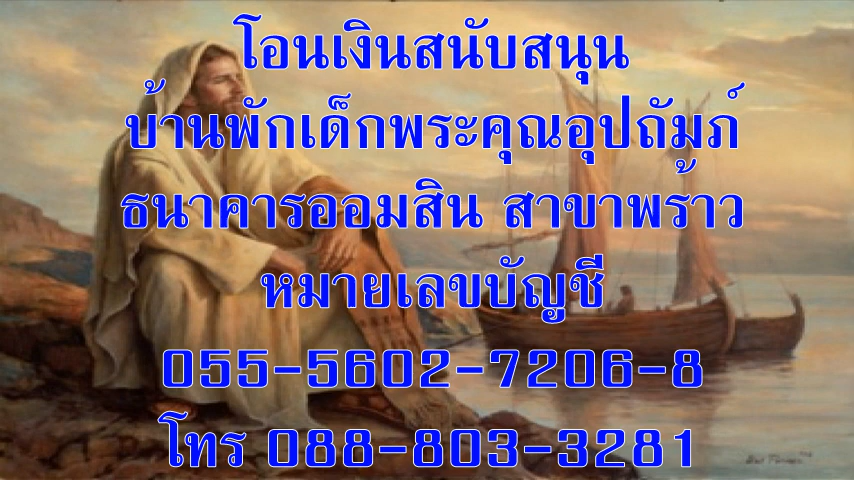 โอนเงินสนับสนุน
บ้านพักเด็กพระคุณอุปถัมภ์
ธนาคารออมสิน สาขาพร้าว
หมายเลขบัญชี
055-5602-7206-8
โทร 088-803-3281